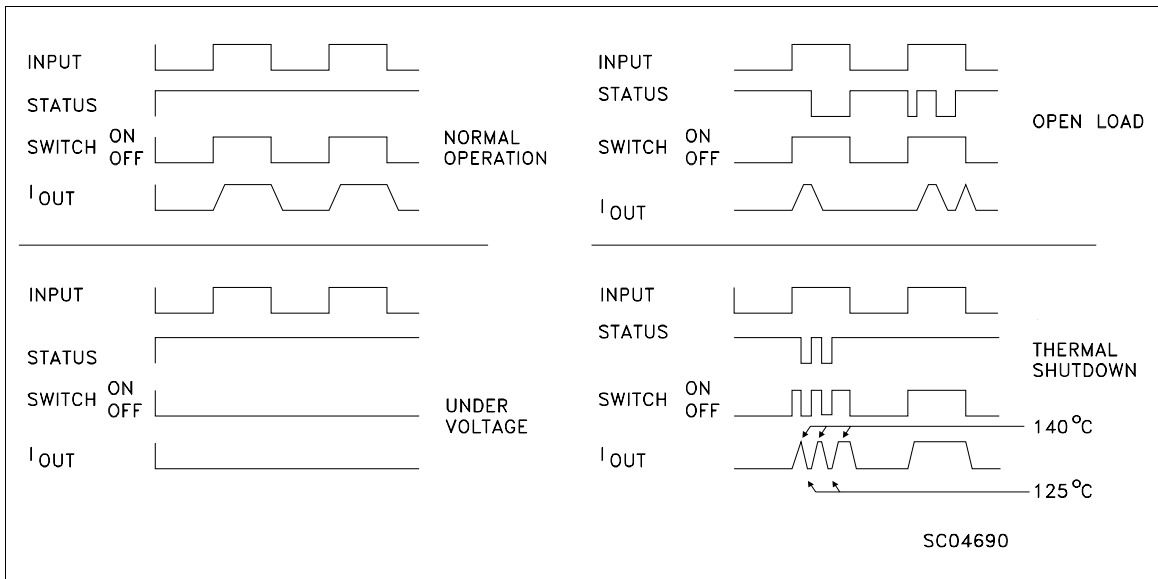 INPUT
STATUS
SWITCH ON
OFF
I OUT
NORMAL
OPERATION
INPUT
STATUS
SWITCH ON
OFF
I OUT
OPEN LOAD
INPUT
STATUS
SWITCH ON
OFF
I OUT
UNDER
VOLTAGE
INPUT
STATUS
SWITCH ON
OFF
I OUT
THERMAL
SHUTDOWN
140 °C
125 °C
SC04690